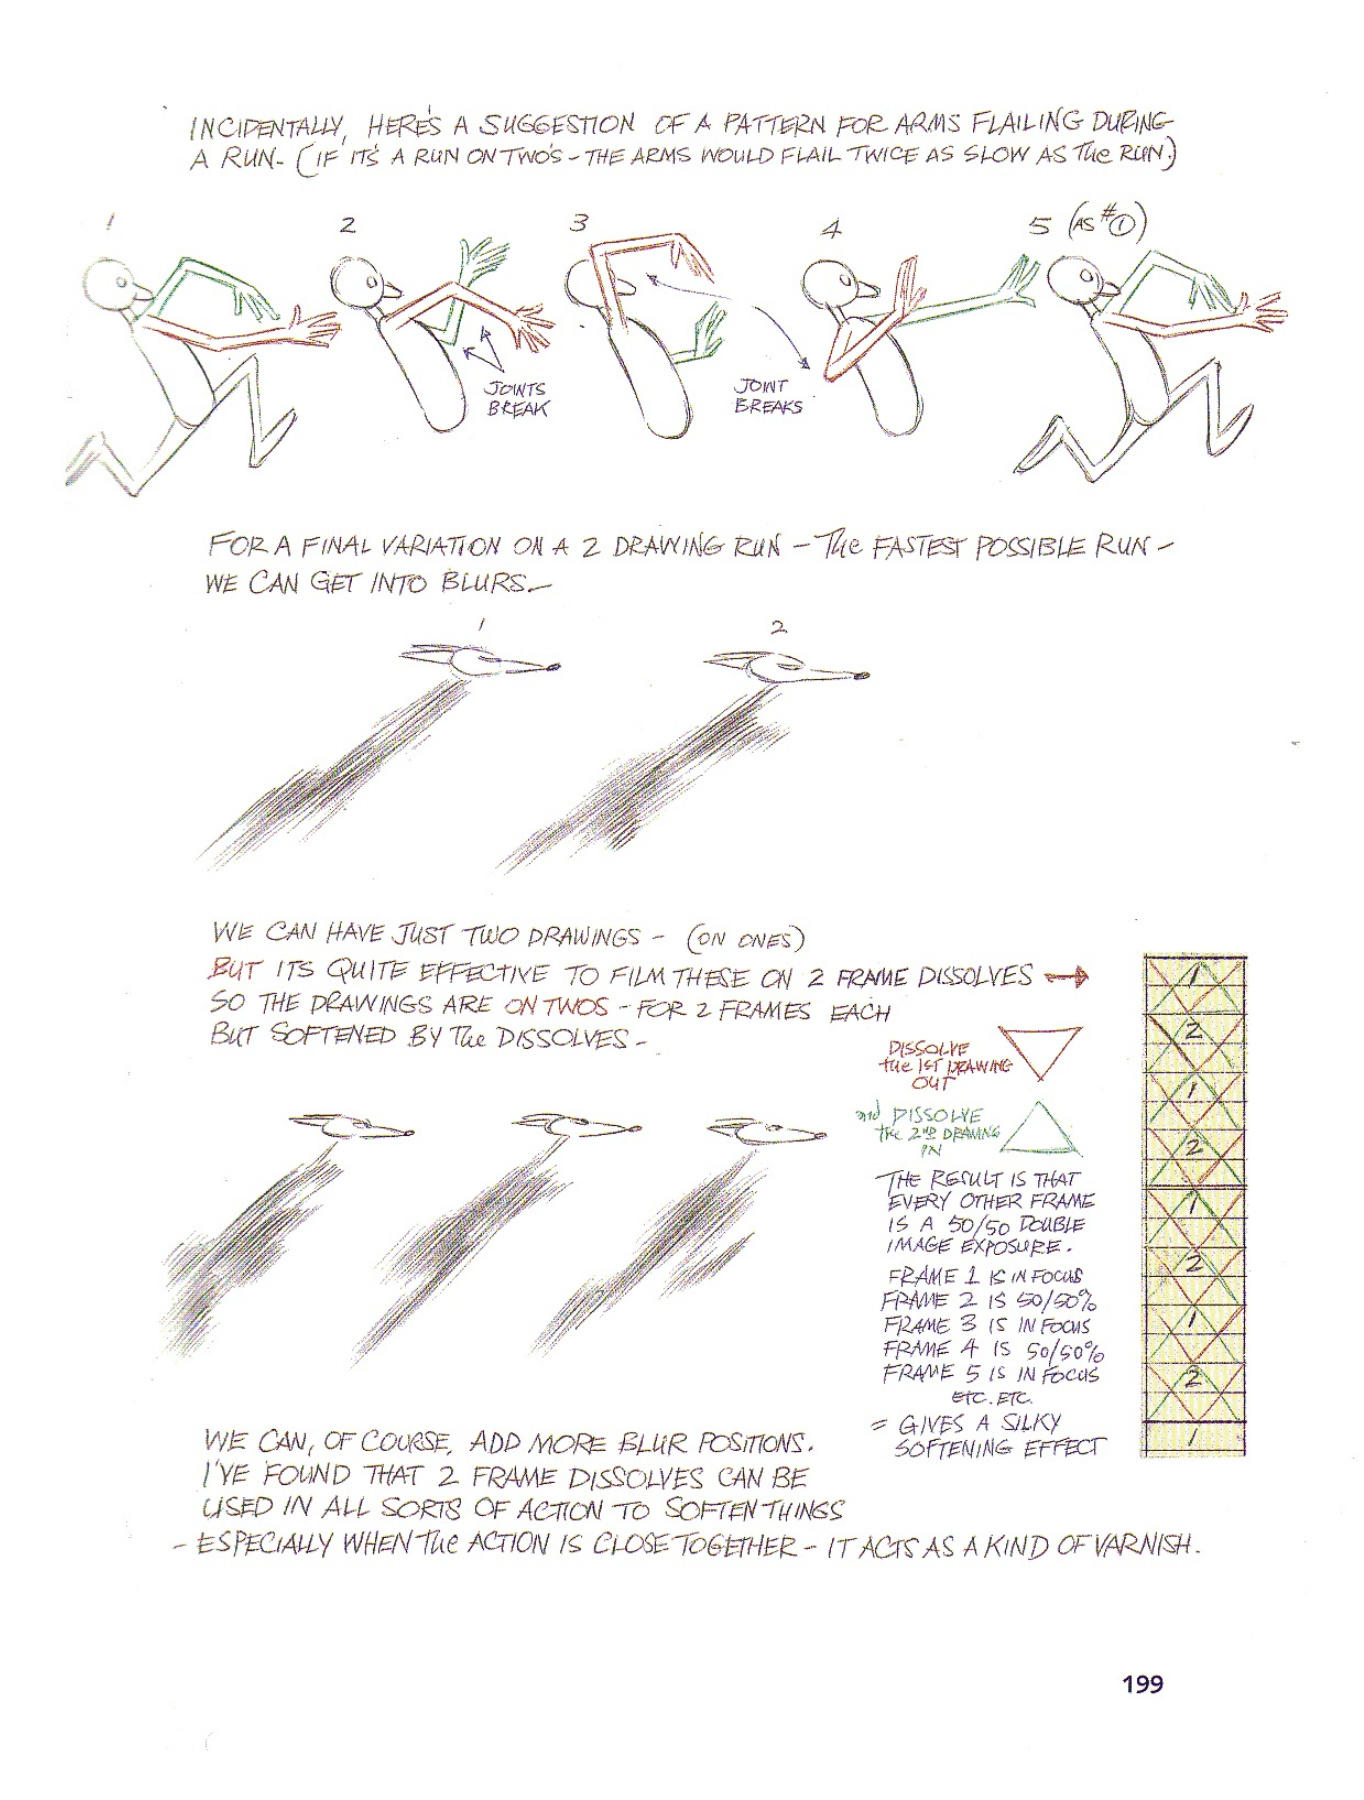 INCIDENTALLY, HERE'S A SUGGESTION OF A PATTERN FOR ARMS FLAILING DURING
A RUN - (IF IT'S A RUN ON TWO'S - THE ARMS WOULD FLAIL TWICE AS SLOW AS THE RUN.)
1 2 3 4 5 (AS #1)
JOINTS
BREAK
JOINT
BREAKS
FOR A FINAL VARIATION ON A 2 DRAWING RUN - THE FASTEST POSSIBLE RUN -
WE CAN GET INTO BLURS. -
1 2
WE CAN HAVE JUST TWO DRAWINGS - (ON ONES)
BUT ITS QUITE EFFECTIVE TO FILM THESE ON 2 FRAME DISSOLVES →
SO THE DRAWINGS ARE ON TWOS - FOR 2 FRAMES EACH
BUT SOFTENED BY THE DISSOLVES -
DISSOLVE
the 1ST DRAWING
OUT
and DISSOLVE
the 2ND DRAWING
IN
THE RESULT IS THAT
EVERY OTHER FRAME
IS A 50/50 DOUBLE
IMAGE EXPOSURE.
FRAME 1 IS IN FOCUS
FRAME 2 IS 50/50%
FRAME 3 IS IN FOCUS
FRAME 4 IS 50/50%
FRAME 5 IS IN FOCUS
ETC. ETC.
= GIVES A SILKY
SOFTENING EFFECT
1
2
1
2
1
2
1
2
1
WE CAN, OF COURSE, ADD MORE BLUR POSITIONS.
I'VE FOUND THAT 2 FRAME DISSOLVES CAN BE
USED IN ALL SORTS OF ACTION TO SOFTEN THINGS
- ESPECIALLY WHEN THE ACTION IS CLOSE TOGETHER - IT ACTS AS A KIND OF VARNISH.
199